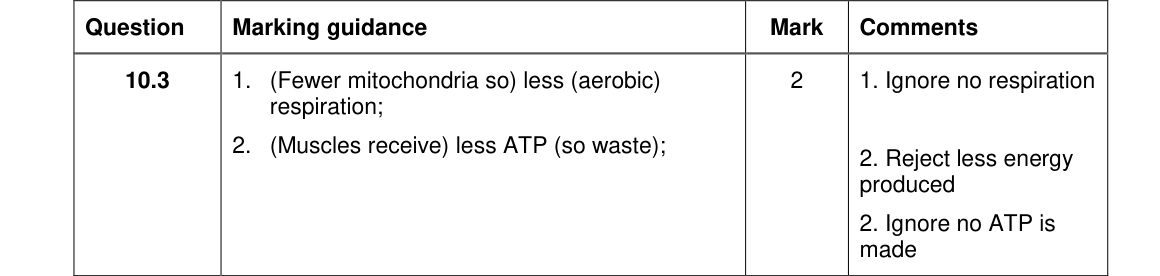 Question Marking guidance Mark Comments
10.3 1. (Fewer mitochondria so) less (aerobic) 2 1. Ignore no respiration
respiration;
2. (Muscles receive) less ATP (so waste);
2. Reject less energy
produced
2. Ignore no ATP is
made